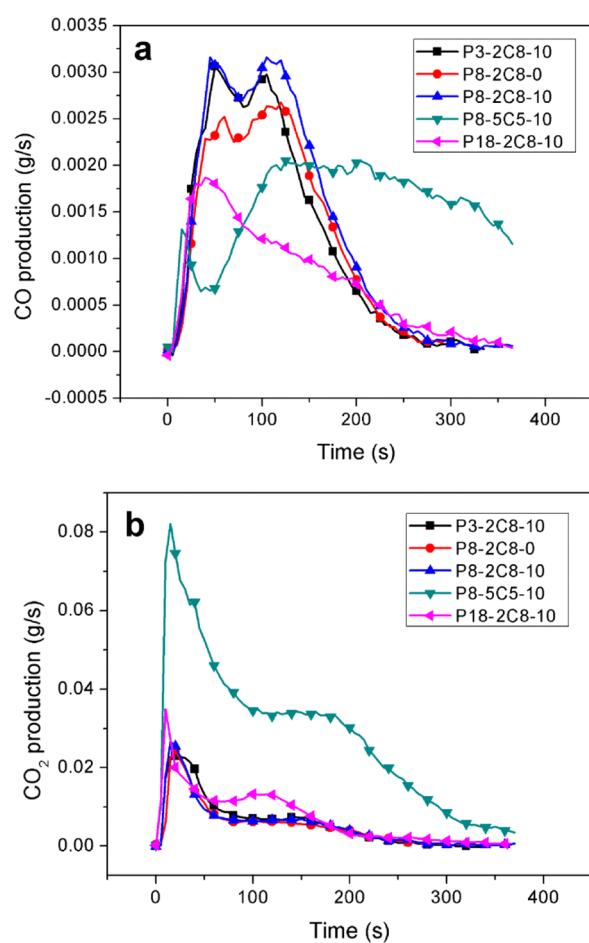 a
P3-2C8-10
P8-2C8-0
P8-2C8-10
P8-5C5-10
P18-2C8-10
CO production (g/s)
0.0035
0.0030
0.0025
0.0020
0.0015
0.0010
0.0005
0.0000
-0.0005
0 100 200 300 400
Time (s)
b
P3-2C8-10
P8-2C8-0
P8-2C8-10
P8-5C5-10
P18-2C8-10
CO₂ production (g/s)
0.08
0.06
0.04
0.02
0.00
0 100 200 300 400
Time (s)